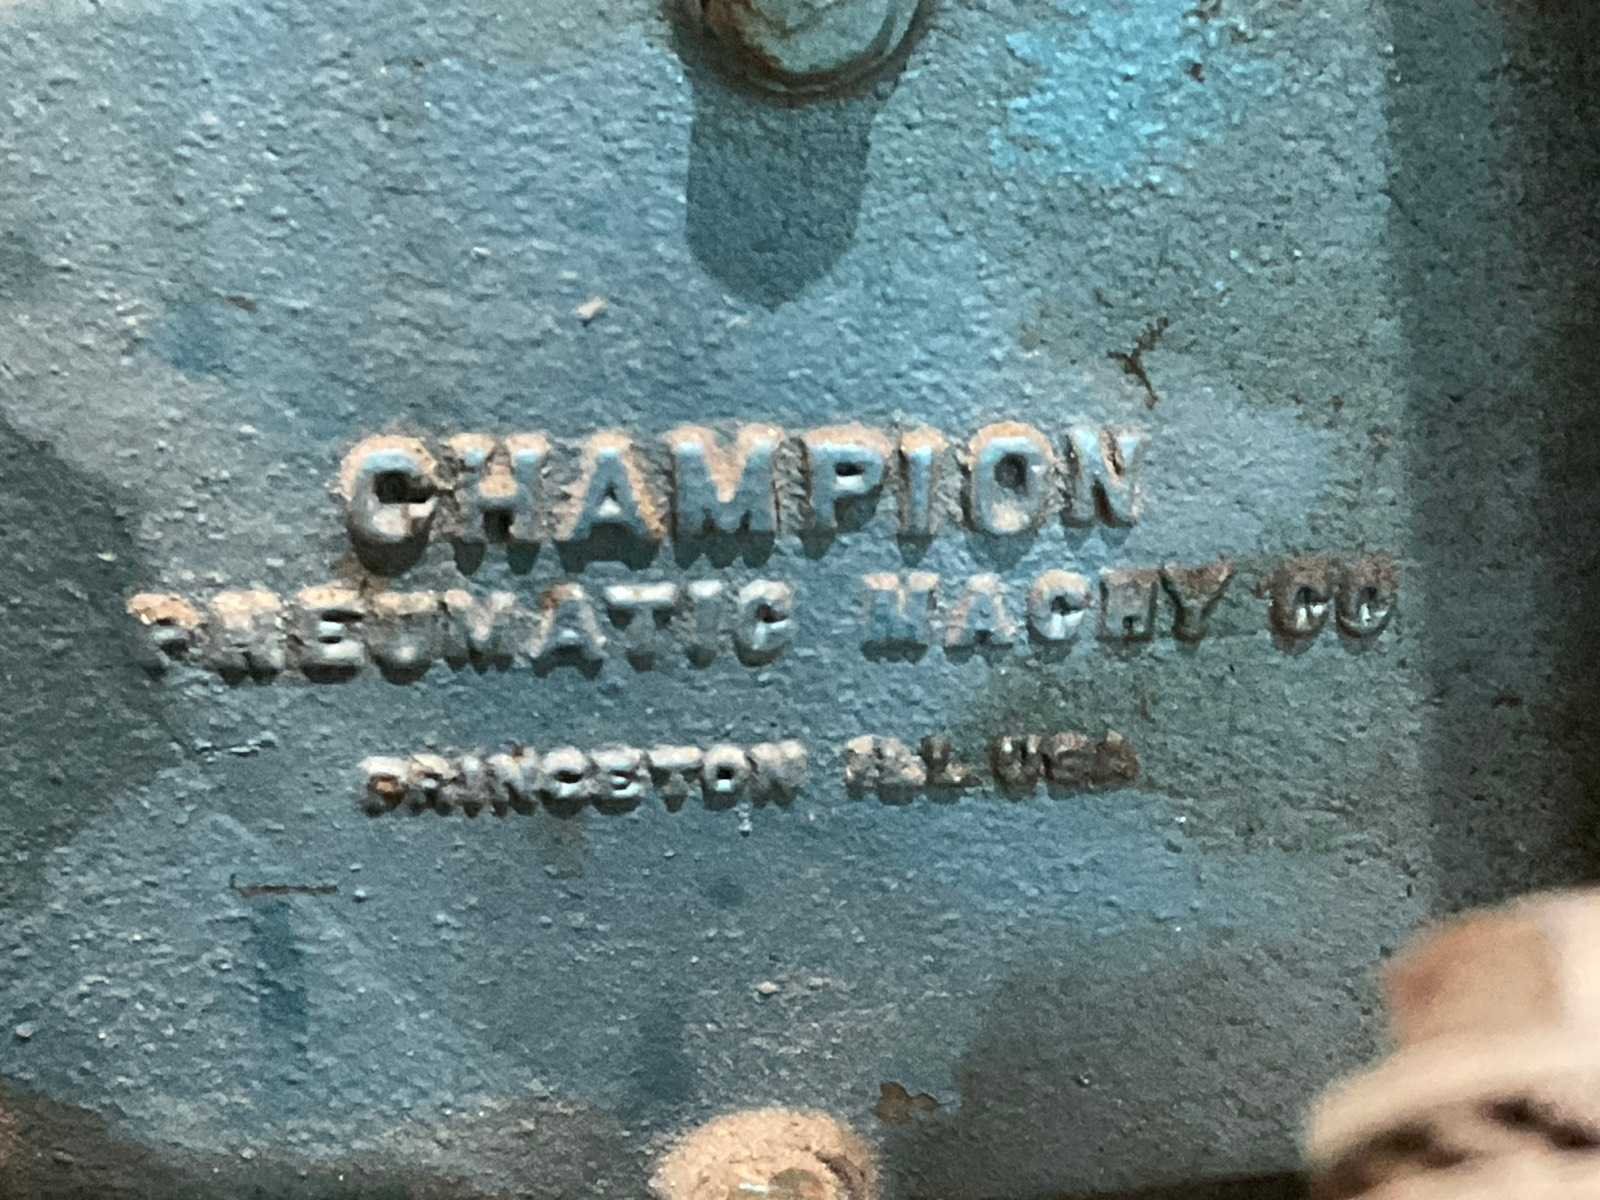 CHAMPION
PNEUMATIC MACHY CO
PRINCETON ILL USA